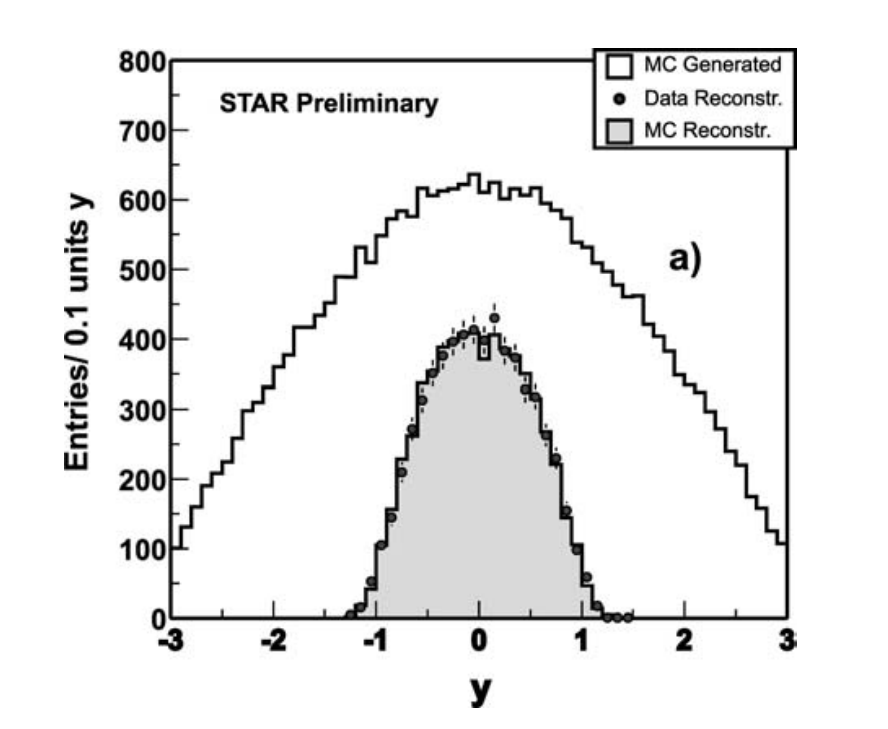 MC Generated
Data Reconstr.
MC Reconstr.
STAR Preliminary
a)
Entries/ 0.1 units y
800
700
600
500
400
300
200
100
0
-3 -2 -1 0 1 2 3
y